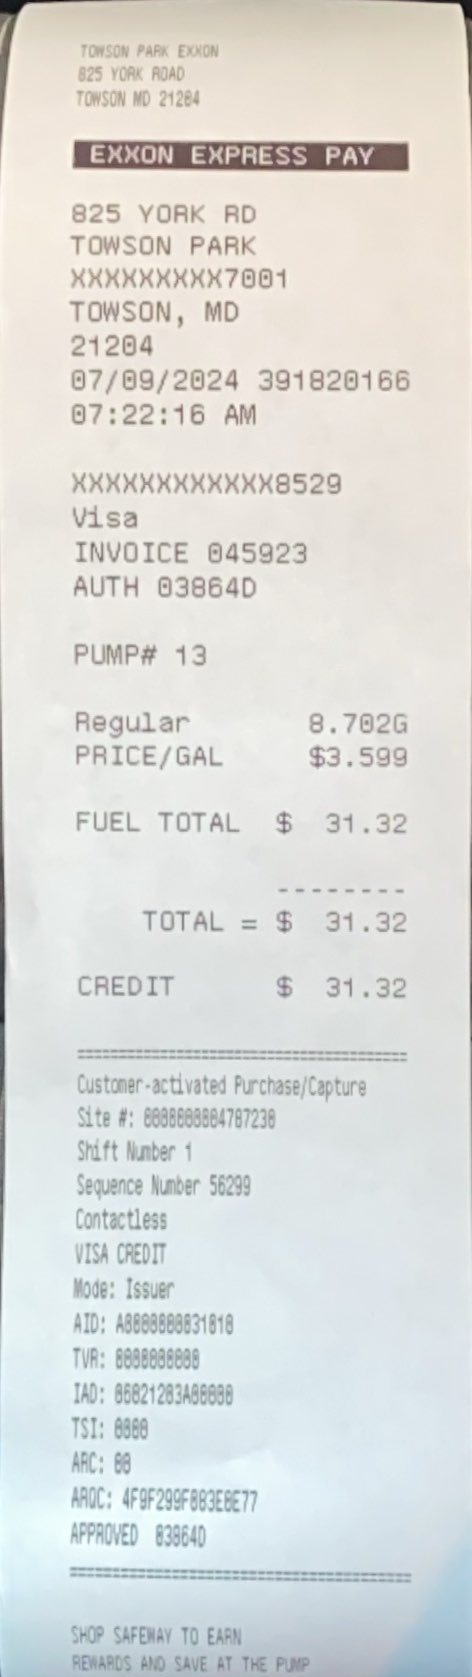 TOWSON PARK EXXON
825 YORK ROAD
TOWSON MD 21204
EXXON EXPRESS PAY
825 YORK RD
TOWSON PARK
XXXXXXXXX7001
TOWSON, MD
21204
07/09/2024 391820166
07:22:16 AM
XXXXXXXXXXXX8529
Visa
INVOICE 045923
AUTH 03864D
PUMP# 13
Regular 8.702G
PRICE/GAL $3.599
FUEL TOTAL $ 31.32
--------
TOTAL = $ 31.32
CREDIT $ 31.32
Customer-activated Purchase/Capture
Site #: 0000000004787230
Shift Number 1
Sequence Number 56299
Contactless
VISA CREDIT
Mode: Issuer
AID: A0000000031010
TVR: 0000000000
IAD: 06021203A00000
TSI: 0000
ARC: 00
ARQC: 4F9F299F003E0E77
APPROVED 03864D
SHOP SAFEWAY TO EARN
REWARDS AND SAVE AT THE PUMP